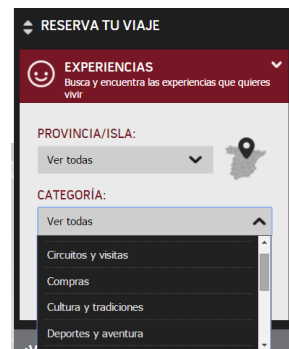 RESERVA TU VIAJE
EXPERIENCIAS
Busca y encuentra las experiencias que quieres
vivir
PROVINCIA/ISLA:
Ver todas
CATEGORÍA:
Ver todas
Circuitos y visitas
Compras
Cultura y tradiciones
Deportes y aventura